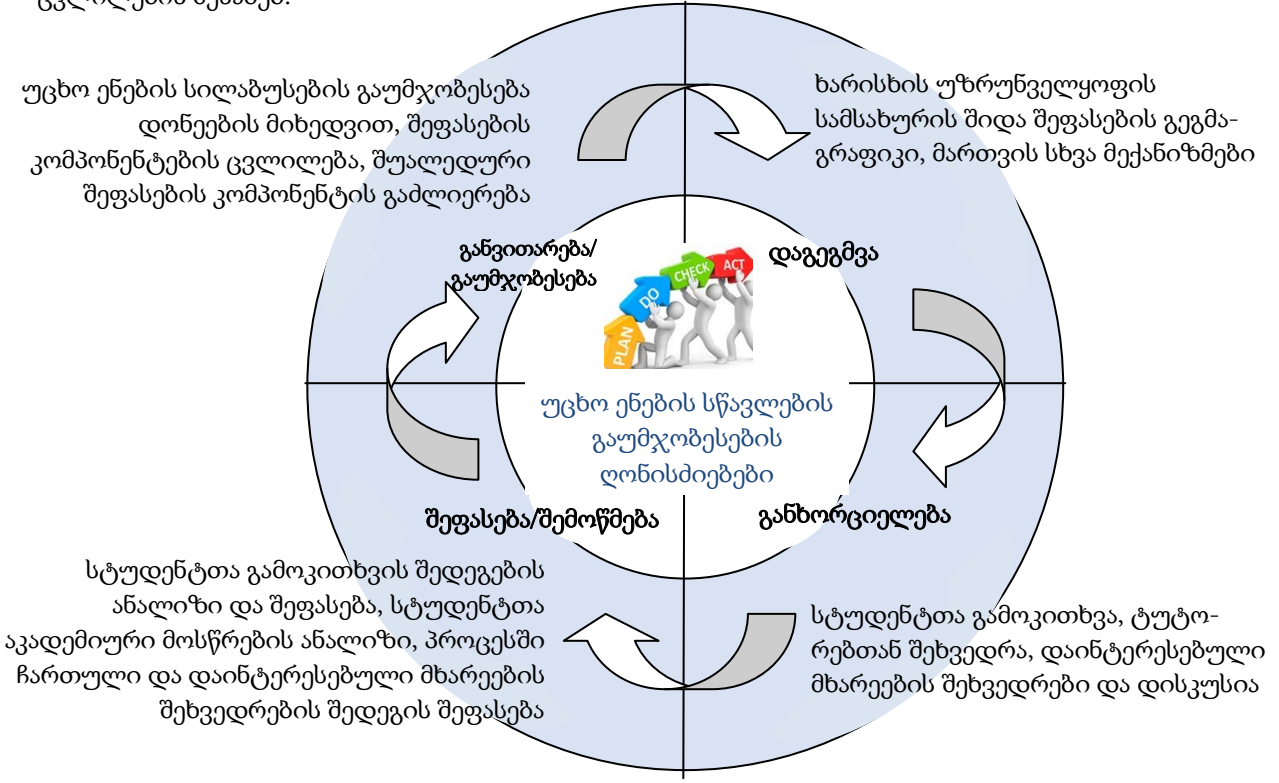 უცხო ენების სილაბუსების გაუმჯობესება
დონეების მიხედვით, შეფასების
კომპონენტების ცვლილება, შუალედური
შეფასების კომპონენტის გაძლიერება
ხარისხის უზრუნველყოფის
სამსახურის შიდა შეფასების გეგმა-
გრაფიკი, მართვის სხვა მექანიზმები
განვითარება/
გაუმჯობესება
დაგეგმვა
PLAN
DO
CHECK
ACT
უცხო ენების სწავლების
გაუმჯობესების
ღონისძიებები
შეფასება/შემოწმება
განხორციელება
სტუდენტთა გამოკითხვის შედეგების
ანალიზი და შეფასება, სტუდენტთა
აკადემიური მოსწრების ანალიზი, პროცესში
ჩართული და დაინტერესებული მხარეების
შეხვედრების შედეგის შეფასება
სტუდენტთა გამოკითხვა, ტუტო-
რებთან შეხვედრა, დაინტერესებული
მხარეების შეხვედრები და დისკუსია